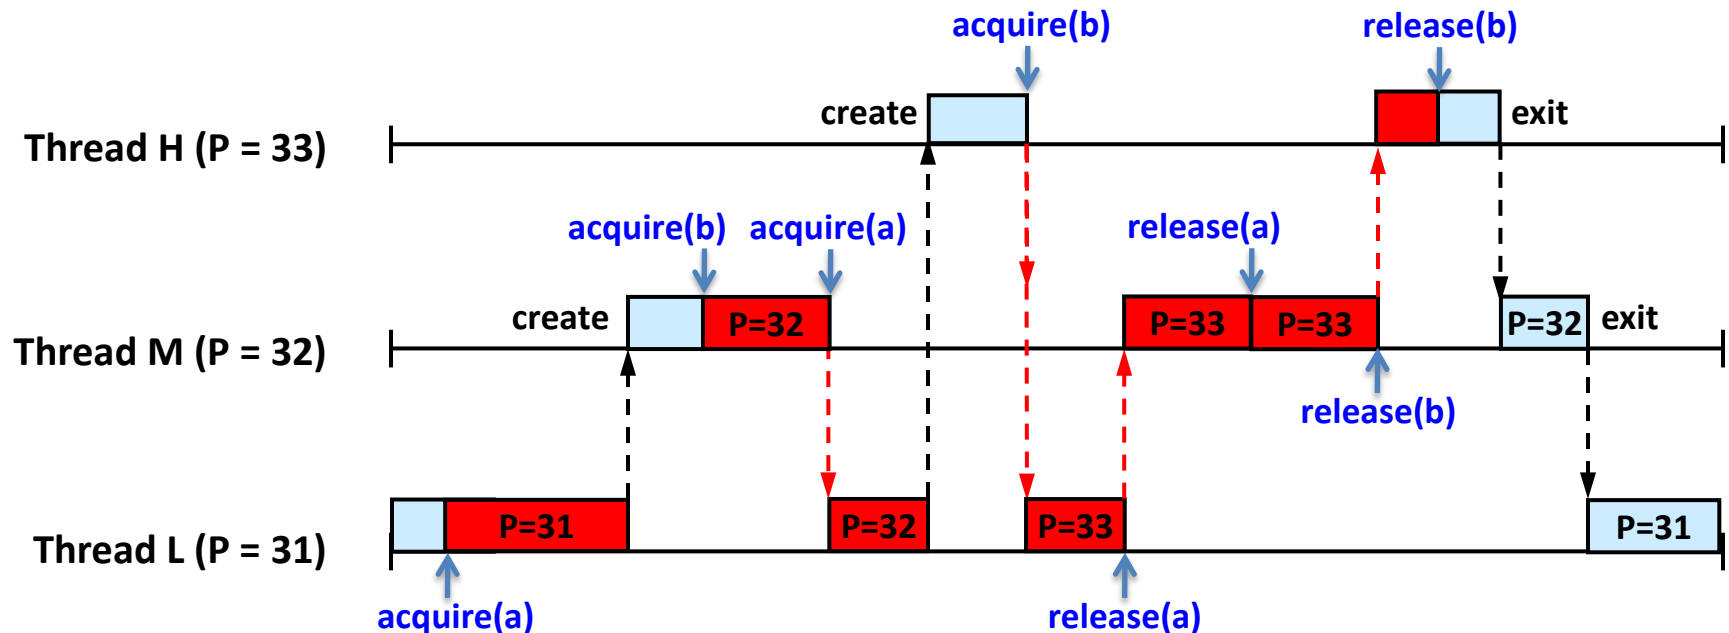 acquire(b)
release(b)
create
exit
Thread H (P = 33)
acquire(b)
acquire(a)
release(a)
create
P=32
P=33
P=33
P=32
exit
Thread M (P = 32)
release(b)
P=31
P=32
P=33
P=31
Thread L (P = 31)
acquire(a)
release(a)